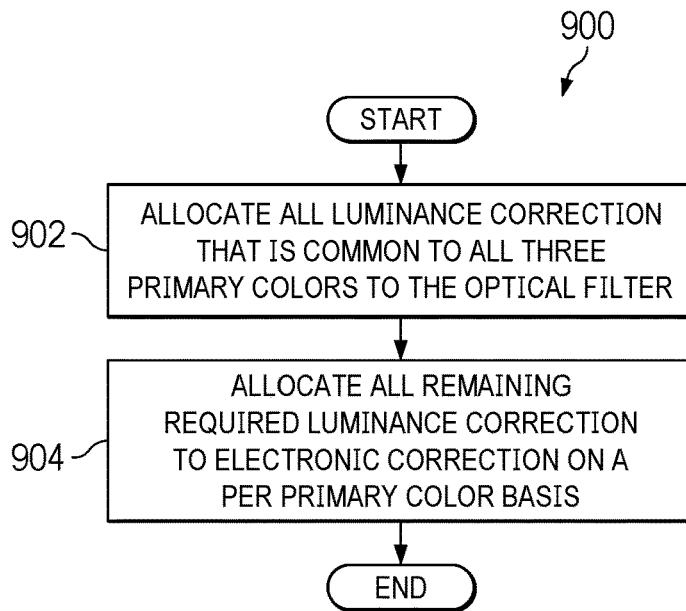 900
START
902
ALLOCATE ALL LUMINANCE CORRECTION
THAT IS COMMON TO ALL THREE
PRIMARY COLORS TO THE OPTICAL FILTER
904
ALLOCATE ALL REMAINING
REQUIRED LUMINANCE CORRECTION
TO ELECTRONIC CORRECTION ON A
PER PRIMARY COLOR BASIS
END